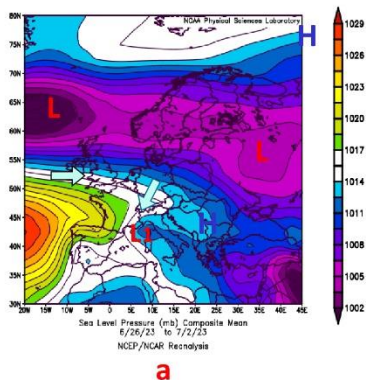 NOAA Physical Sciences Laboratory
80N
75N
70N
65N
60N
55N
50N
45N
40N
35N
30N
H
L
L
L1
H
20W
15W
10W
5W
0
5E
10E
15E
20E
25E
30E
35E
40E
45E
1029
1026
1023
1020
1017
1014
1011
1008
1005
1002
Sea Level Pressure (mb) Composite Mean
6/26/23 to 7/2/23
NCEP/NCAR Reanalysis
a